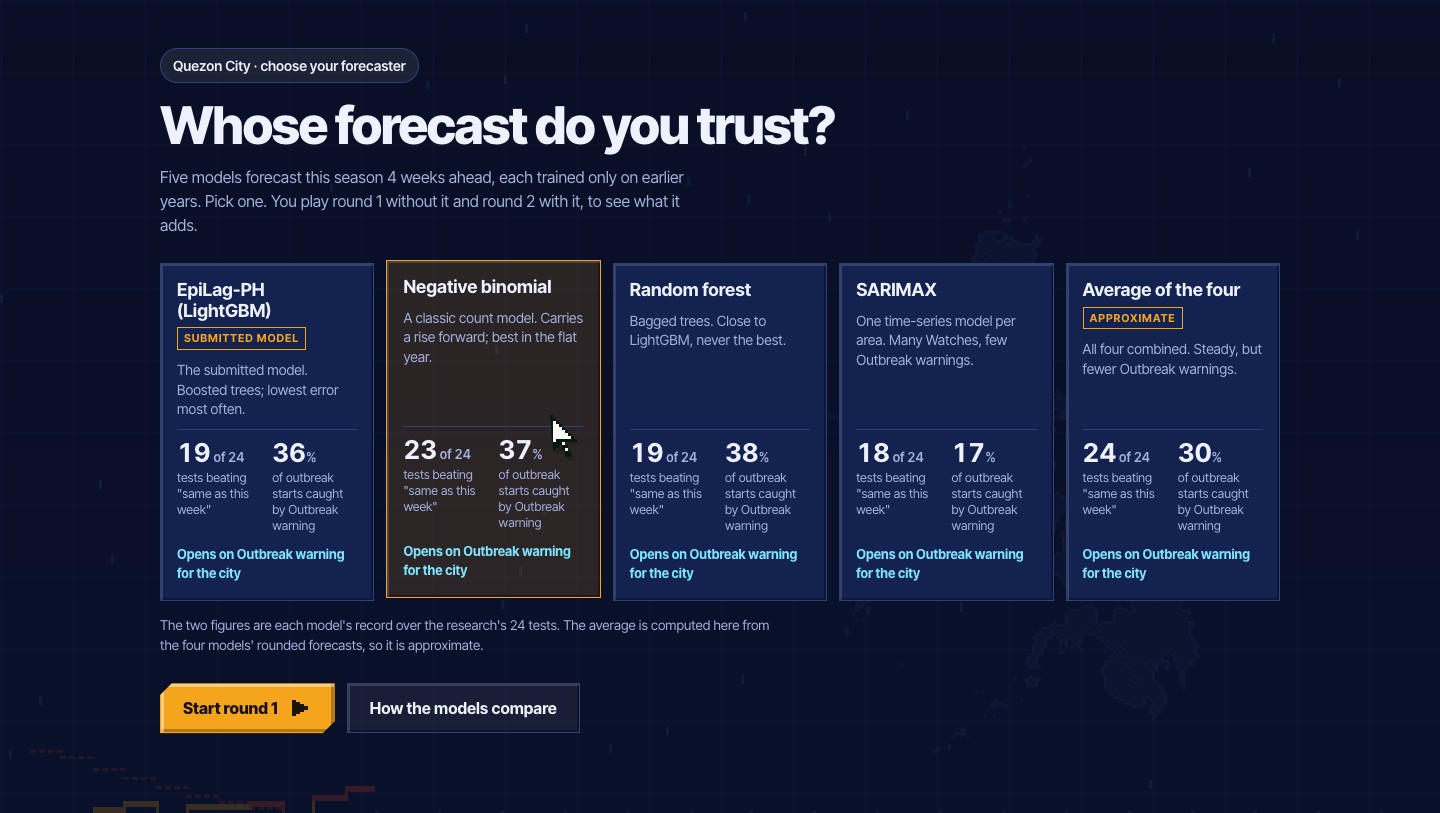 Quezon City · choose your forecaster
Whose forecast do you trust?
Five models forecast this season 4 weeks ahead, each trained only on earlier
years. Pick one. You play round 1 without it and round 2 with it, to see what it
adds.
EpiLag-PH
(LightGBM)
SUBMITTED MODEL
The submitted model.
Boosted trees; lowest error
most often.
19 of 24
tests beating
"same as this
week"
36%
of outbreak
starts caught
by Outbreak
warning
Opens on Outbreak warning
for the city
Negative binomial
A classic count model. Carries
a rise forward; best in the flat
year.
23 of 24
tests beating
"same as this
week"
37%
of outbreak
starts caught
by Outbreak
warning
Opens on Outbreak warning
for the city
Random forest
Bagged trees. Close to
LightGBM, never the best.
19 of 24
tests beating
"same as this
week"
38%
of outbreak
starts caught
by Outbreak
warning
Opens on Outbreak warning
for the city
SARIMAX
One time-series model per
area. Many Watches, few
Outbreak warnings.
18 of 24
tests beating
"same as this
week"
17%
of outbreak
starts caught
by Outbreak
warning
Opens on Outbreak warning
for the city
Average of the four
APPROXIMATE
All four combined. Steady, but
fewer Outbreak warnings.
24 of 24
tests beating
"same as this
week"
30%
of outbreak
starts caught
by Outbreak
warning
Opens on Outbreak warning
for the city
The two figures are each model's record over the research's 24 tests. The average is computed here from
the four models' rounded forecasts, so it is approximate.
Start round 1
How the models compare